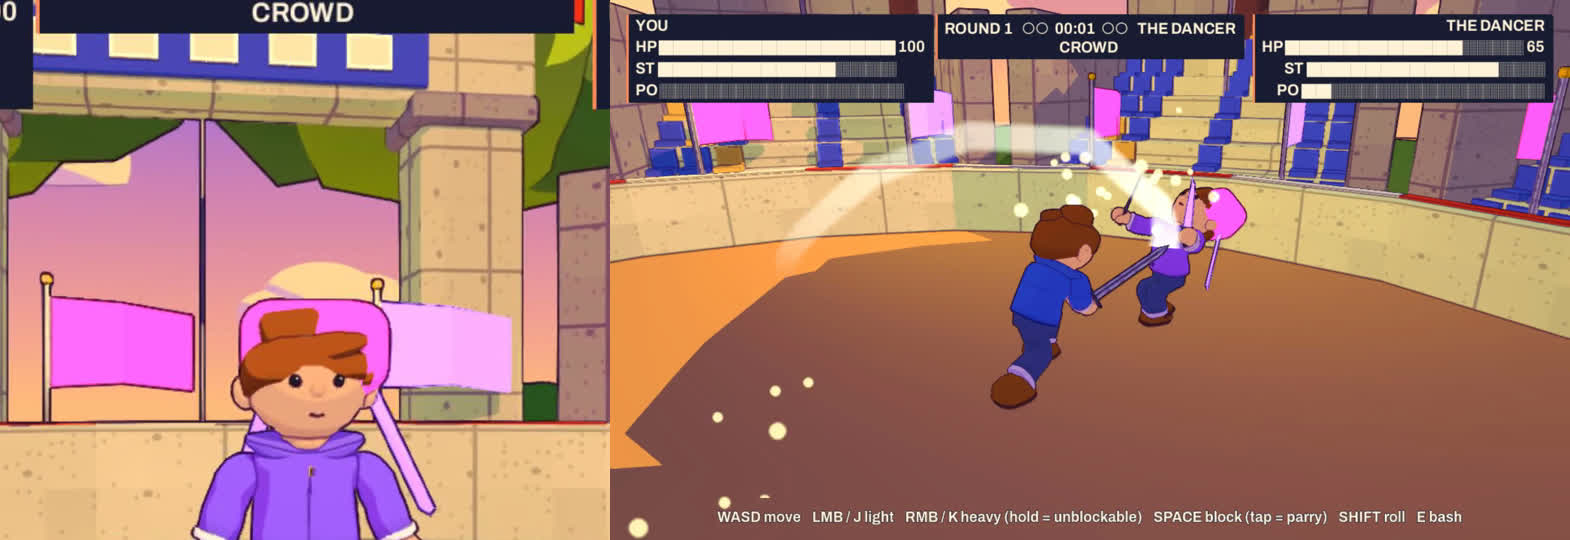 00
CROWD
YOU
HP 100
ST
PO
ROUND 1 00:01 THE DANCER
CROWD
THE DANCER
HP 65
ST
PO
WASD move LMB / J light RMB / K heavy (hold = unblockable) SPACE block (tap = parry) SHIFT roll E bash